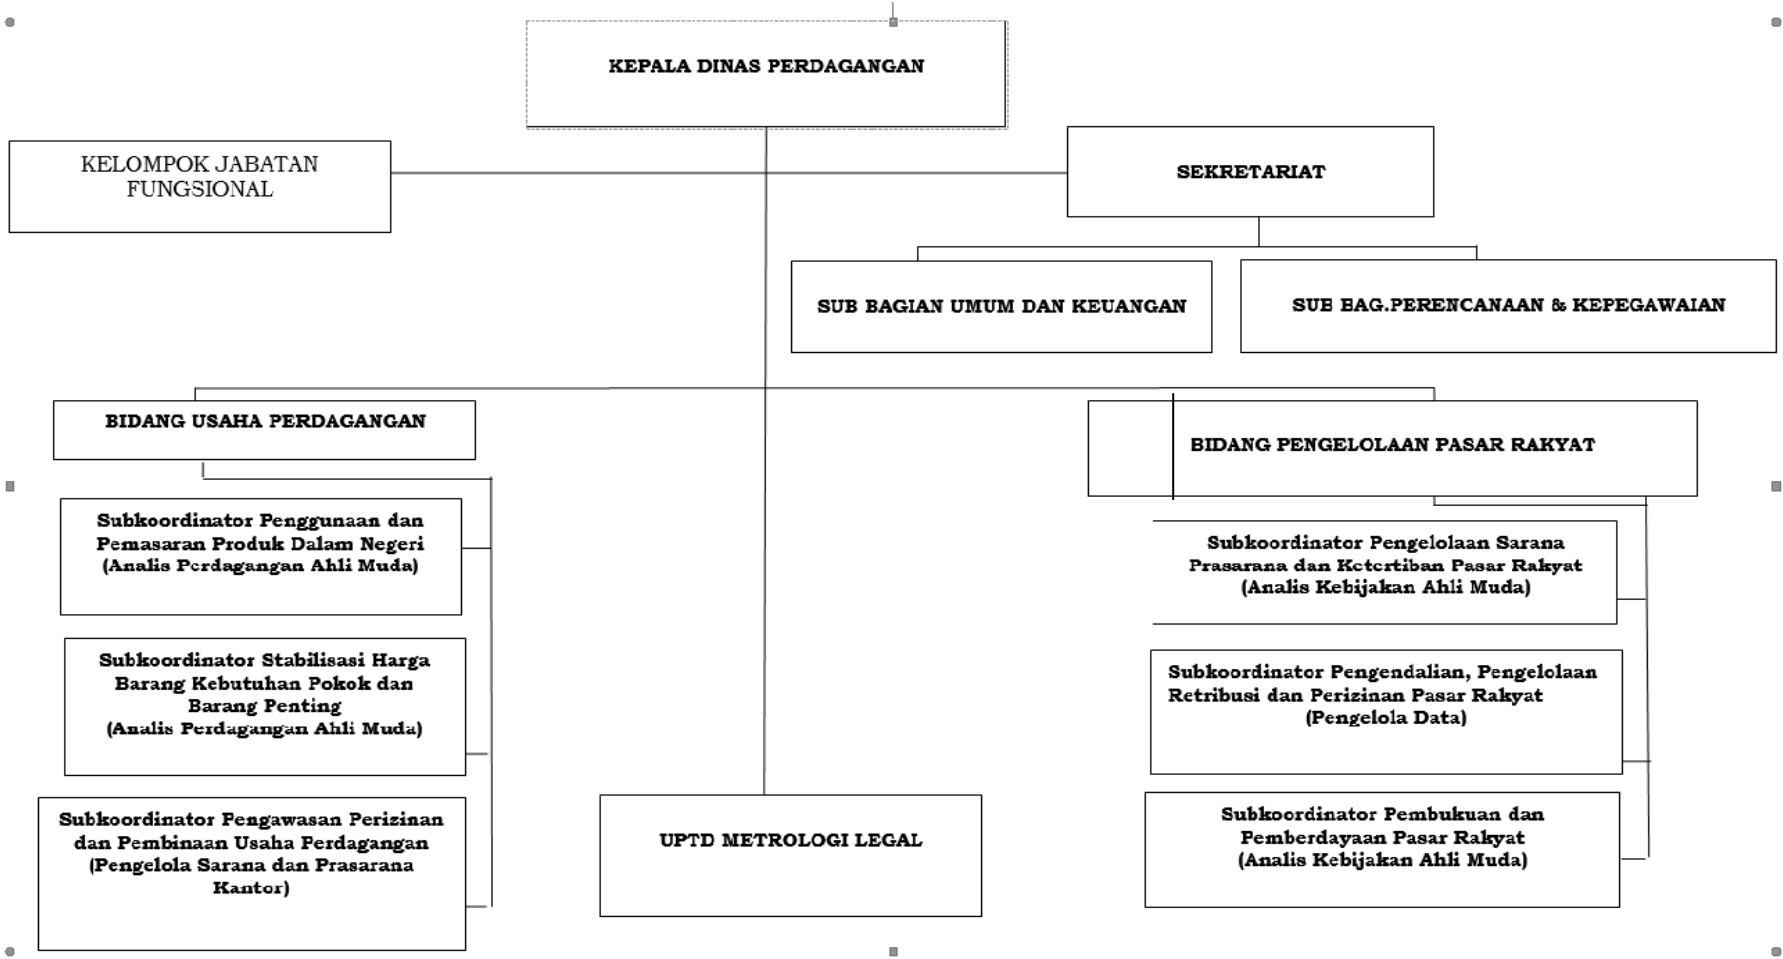 KEPALA DINAS PERDAGANGAN
KELOMPOK JABATAN
FUNGSIONAL
SEKRETARIAT
SUB BAGIAN UMUM DAN KEUANGAN
SUB BAG.PERENCANAAN & KEPEGAWAIAN
BIDANG USAHA PERDAGANGAN
BIDANG PENGELOLAAN PASAR RAKYAT
Subkoordinator Penggunaan dan
Pemasaran Produk Dalam Negeri
(Analis Perdagangan Ahli Muda)
Subkoordinator Stabilisasi Harga
Barang Kebutuhan Pokok dan
Barang Penting
(Analis Perdagangan Ahli Muda)
Subkoordinator Pengawasan Perizinan
dan Pembinaan Usaha Perdagangan
(Pengelola Sarana dan Prasarana
Kantor)
UPTD METROLOGI LEGAL
Subkoordinator Pengelolaan Sarana
Prasarana dan Ketertiban Pasar Rakyat
(Analis Kebijakan Ahli Muda)
Subkoordinator Pengendalian, Pengelolaan
Retribusi dan Perizinan Pasar Rakyat
(Pengelola Data)
Subkoordinator Pembukuan dan
Pemberdayaan Pasar Rakyat
(Analis Kebijakan Ahli Muda)